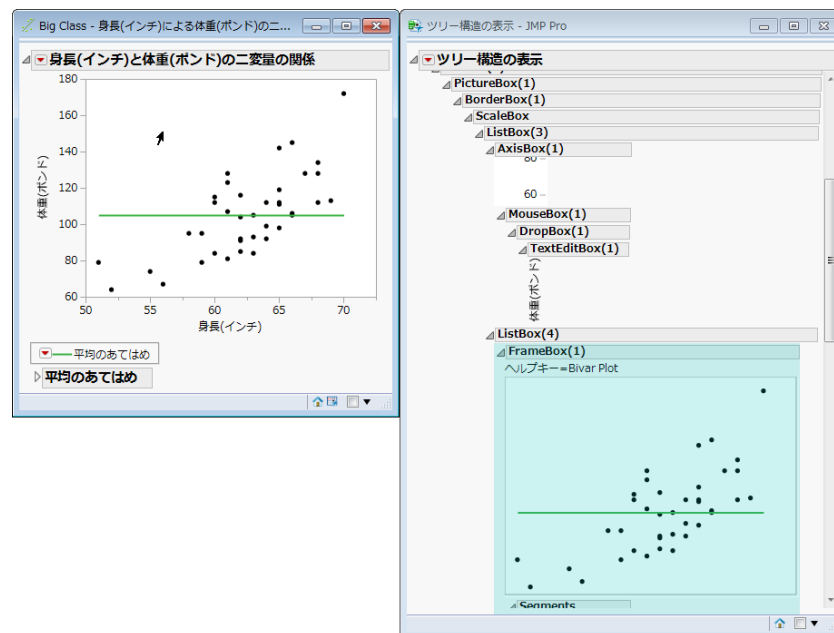 Big Class - 身長(インチ)による体重(ポンド)の二...
身長(インチ)と体重(ポンド)の二変量の関係
180
160
140
120
100
80
60
体重(ポンド)
50
55
60
65
70
身長(インチ)
平均のあてはめ
平均のあてはめ
ツリー構造の表示 - JMP Pro
ツリー構造の表示
PictureBox(1)
BorderBox(1)
ScaleBox
ListBox(3)
AxisBox(1)
80
60
MouseBox(1)
DropBox(1)
TextEditBox(1)
体重(ポンド)
ListBox(4)
FrameBox(1)
ヘルプキー=Bivar Plot
Segments